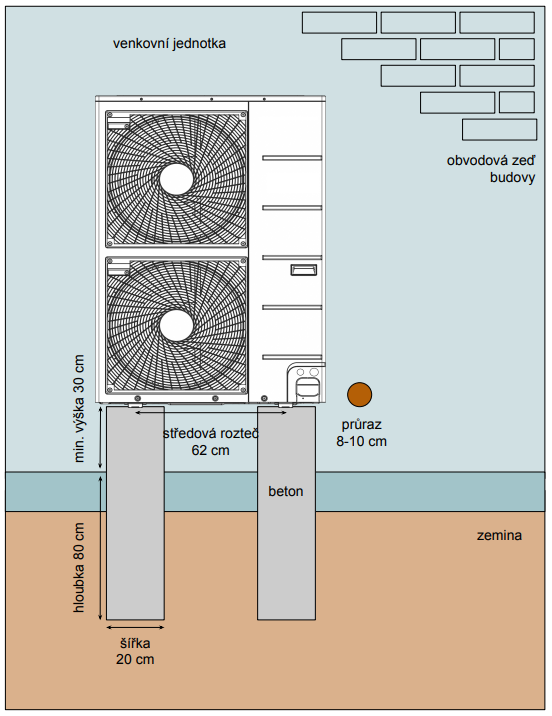 venkovní jednotka
obvodová zeď
budovy
min. výška 30 cm
středová rozteč
62 cm
průraz
8-10 cm
beton
zemina
hloubka 80 cm
šířka
20 cm